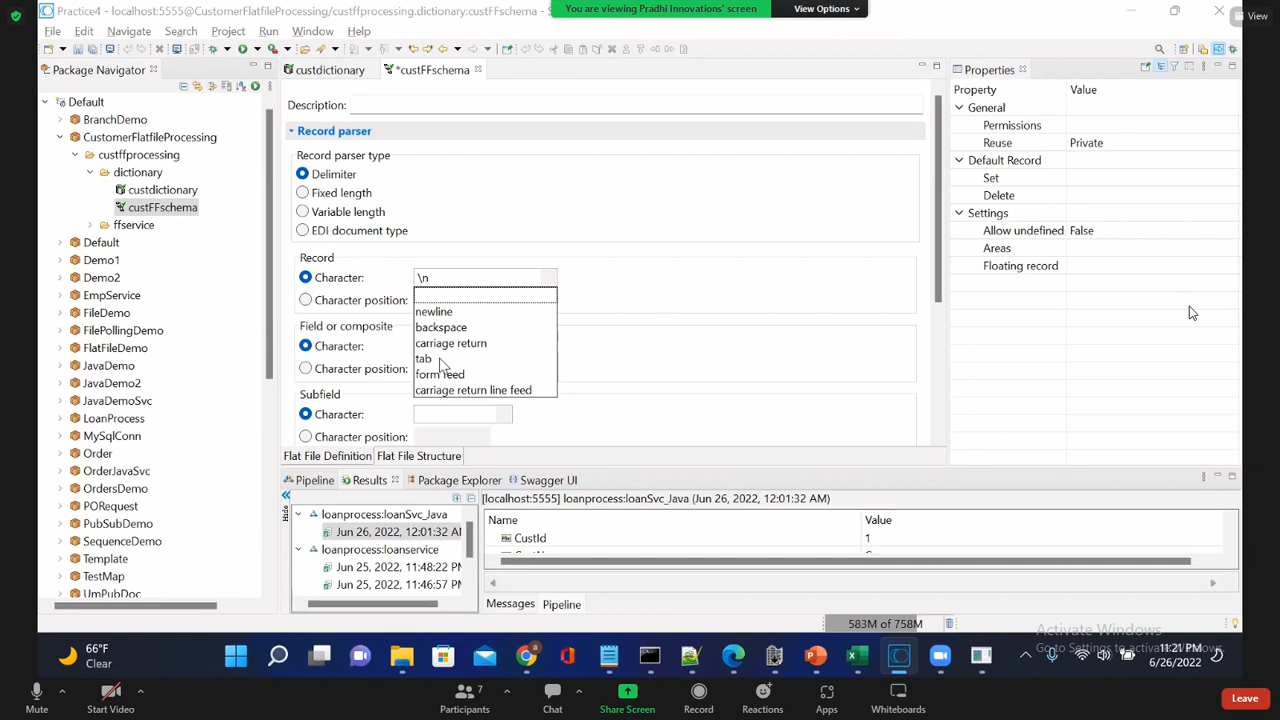 Practice4 - localhost:5555@CustomerFlatfileProcessing/custffprocessing.dictionary:custFFschema
You are viewing Pradhi Innovations' screen
View Options
View
File Edit Navigate Search Project Run Window Help
Package Navigator
custdictionary
*custFFschema
Properties
Default
BranchDemo
CustomerFlatfileProcessing
custffprocessing
dictionary
custdictionary
custFFschema
ffservice
Default
Demo1
Demo2
EmpService
FileDemo
FilePollingDemo
FlatFileDemo
JavaDemo
JavaDemo2
JavaDemoSvc
LoanProcess
MySqlConn
Order
OrderJavaSvc
OrdersDemo
PORequest
PubSubDemo
SequenceDemo
Template
TestMap
UmPubDoc
Description:
Record parser
Record parser type
Delimiter
Fixed length
Variable length
EDI document type
Record
Character:
\n
Character position:
newline
backspace
carriage return
tab
form feed
carriage return line feed
Field or composite
Character:
Character position:
Subfield
Character:
Character position:
Flat File Definition
Flat File Structure
Property Value
General
Permissions
Reuse Private
Default Record
Set
Delete
Settings
Allow undefined False
Areas
Floating record
Pipeline
Results
Package Explorer
Swagger UI
Hide
loanprocess:loanSvc_Java
Jun 26, 2022, 12:01:32 AM
loanprocess:loanservice
Jun 25, 2022, 11:48:22 PM
Jun 25, 2022, 11:46:57 PM
[localhost:5555] loanprocess:loanSvc_Java (Jun 26, 2022, 12:01:32 AM)
Name Value
CustId 1
Messages
Pipeline
583M of 758M
Activate Windows
Go to Settings to activate Windows.
66°F
Clear
11:21 PM
6/26/2022
Mute
Start Video
7
Participants
Chat
Share Screen
Record
Reactions
Apps
Whiteboards
Leave